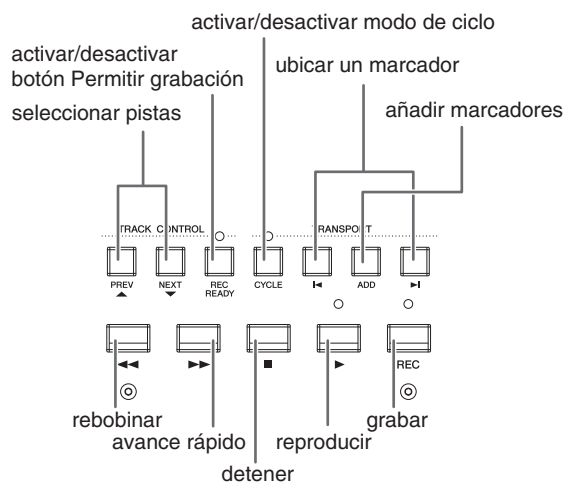 activar/desactivar modo de ciclo
activar/desactivar
botón Permitir grabación
ubicar un marcador
seleccionar pistas
añadir marcadores
TRACK CONTROL
TRANSPORT
PREV
NEXT
REC
READY
CYCLE
ADD
REC
rebobinar
avance rápido
reproducir
grabar
detener